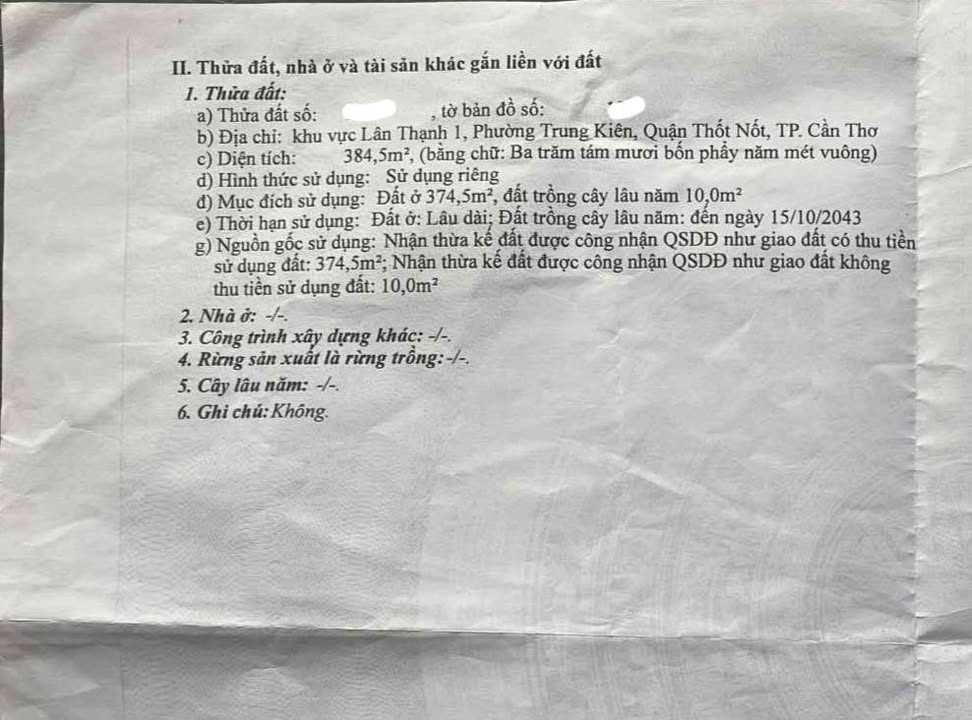 II. Thửa đất, nhà ở và tài sản khác gắn liền với đất
1. Thửa đất:
a) Thửa đất số: , tờ bản đồ số:
b) Địa chỉ: khu vực Lân Thạnh 1, Phường Trung Kiên, Quận Thốt Nốt, TP. Cần Thơ
c) Diện tích: 384,5m², (bằng chữ: Ba trăm tám mươi bốn phẩy năm mét vuông)
d) Hình thức sử dụng: Sử dụng riêng
đ) Mục đích sử dụng: Đất ở 374,5m², đất trồng cây lâu năm 10,0m²
e) Thời hạn sử dụng: Đất ở: Lâu dài; Đất trồng cây lâu năm: đến ngày 15/10/2043
g) Nguồn gốc sử dụng: Nhận thừa kế đất được công nhận QSDĐ như giao đất có thu tiền
sử dụng đất: 374,5m²; Nhận thừa kế đất được công nhận QSDĐ như giao đất không
thu tiền sử dụng đất: 10,0m²
2. Nhà ở: -/-.
3. Công trình xây dựng khác: -/-.
4. Rừng sản xuất là rừng trồng: -/-.
5. Cây lâu năm: -/-.
6. Ghi chú: Không.